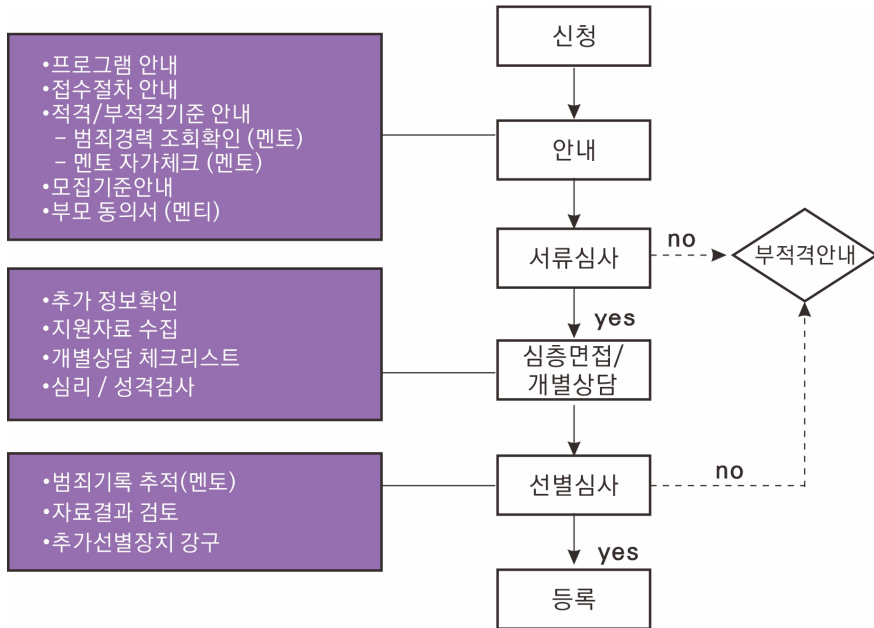 신청
•프로그램 안내
•접수절차 안내
•적격/부적격기준 안내
– 범죄경력 조회확인 (멘토)
– 멘토 자가체크 (멘토)
•모집기준안내
•부모 동의서 (멘티)
안내
서류심사
no
부적격안내
yes
•추가 정보확인
•지원자료 수집
•개별상담 체크리스트
•심리 / 성격검사
심층면접/
개별상담
•범죄기록 추적(멘토)
•자료결과 검토
•추가선별장치 강구
선별심사
no
yes
등록